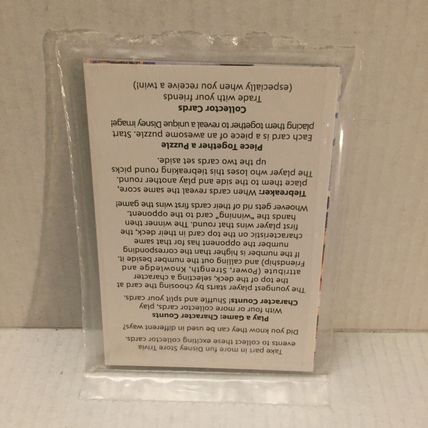 Take part in more fun Disney Store Trivia
events to collect these exciting collector cards.
Did you know they can be used in different ways?
Play a Game: Character Counts
With four or more collector cards, play
Character Counts: Shuffle and split your cards.
The youngest player starts by choosing the card at
the top of the deck, selecting a character
attribute (Power, Strength, Knowledge and
Friendship) and calling out the number beside it.
If the number is higher than the corresponding
number the opponent has for that same
characteristic on the top card in their deck, the
first player wins that round. The winner then
hands the "winning" card to the opponent.
Whoever gets rid of their cards first wins the game!
Tiebreaker: When cards reveal the same score,
place them to the side and play another round.
The player who loses this tiebreaking round picks
up the two cards set aside.
Piece Together a Puzzle
Each card is a piece of an awesome puzzle. Start
placing them together to reveal a unique Disney image!
Collector Cards
Trade with your friends
(especially when you receive a twin!)